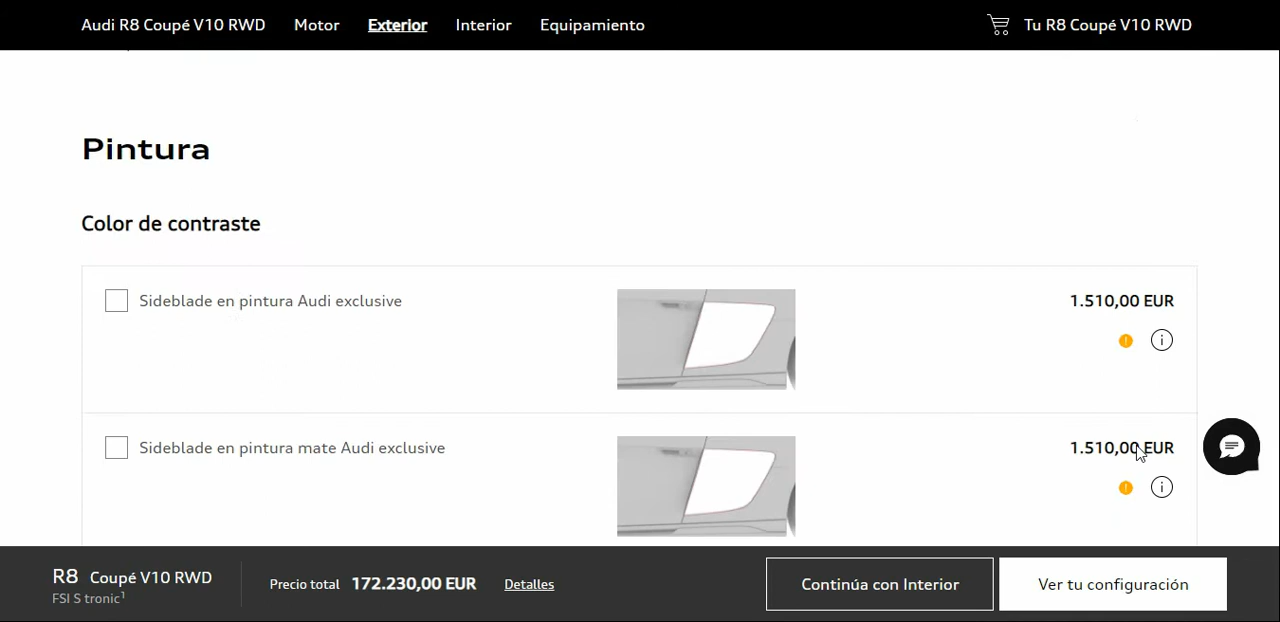 Audi R8 Coupé V10 RWD Motor Exterior Interior Equipamiento Tu R8 Coupé V10 RWD
Pintura
Color de contraste
Sideblade en pintura Audi exclusive 1.510,00 EUR
Sideblade en pintura mate Audi exclusive 1.510,00 EUR
R8 Coupé V10 RWD
FSI S tronic¹
Precio total 172.230,00 EUR Detalles
Continúa con Interior
Ver tu configuración